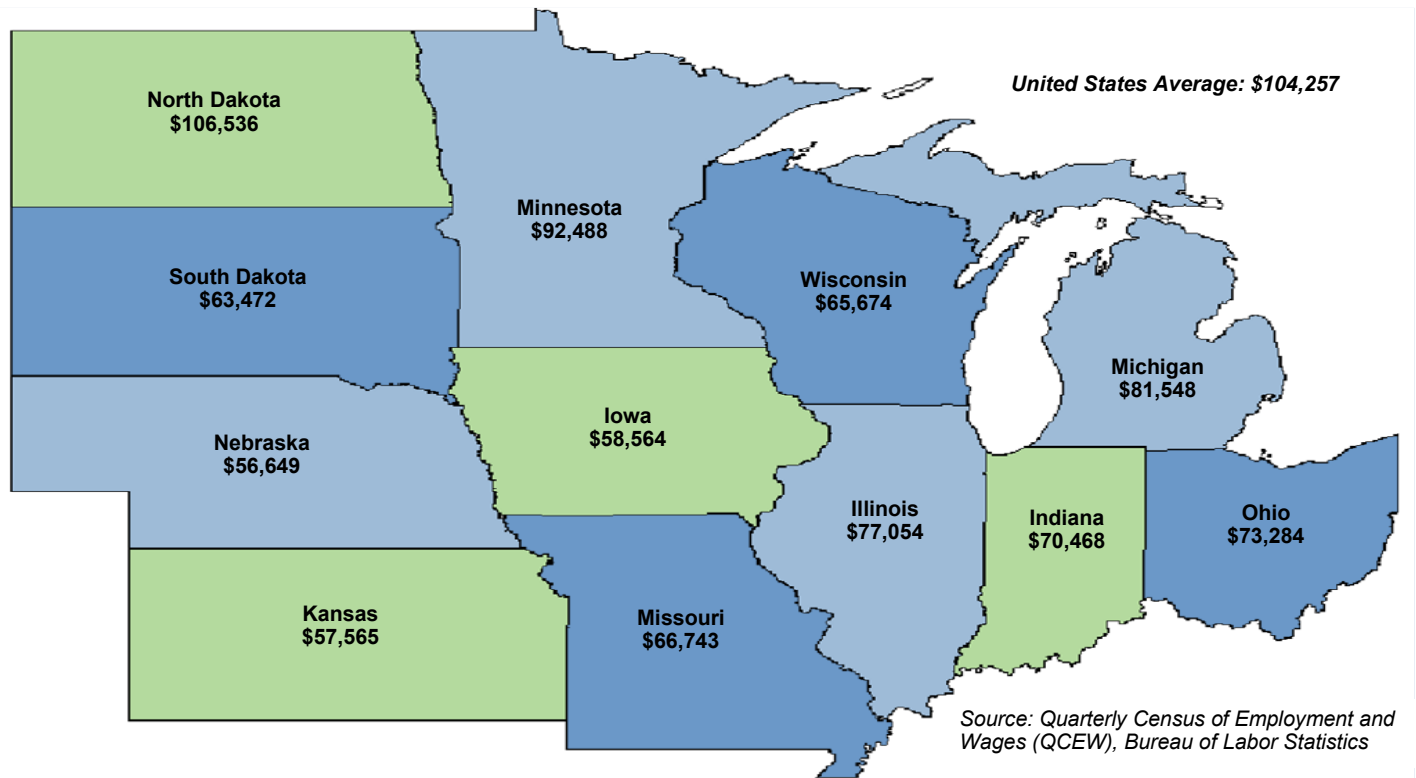 United States Average: $104,257
North Dakota
$106,536
Minnesota
$92,488
South Dakota
$63,472
Wisconsin
$65,674
Michigan
$81,548
Iowa
$58,564
Nebraska
$56,649
Illinois
$77,054
Indiana
$70,468
Ohio
$73,284
Kansas
$57,565
Missouri
$66,743
Source: Quarterly Census of Employment and
Wages (QCEW), Bureau of Labor Statistics